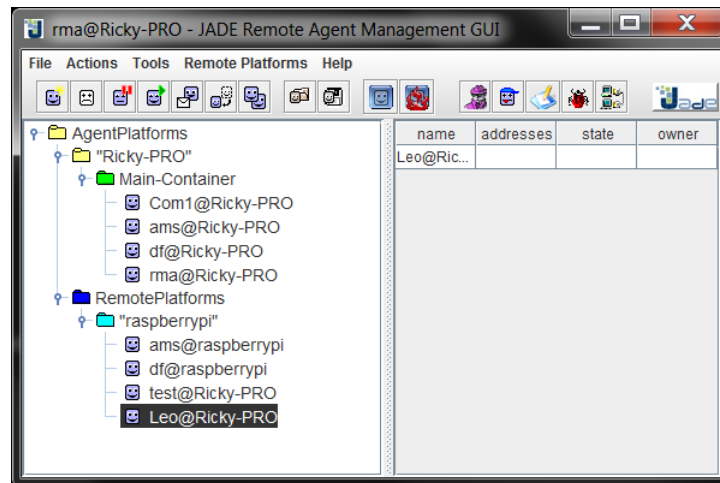 rma@Ricky-PRO - JADE Remote Agent Management GUI
File Actions Tools Remote Platforms Help
Jade
AgentPlatforms
"Ricky-PRO"
Main-Container
Com1@Ricky-PRO
ams@Ricky-PRO
df@Ricky-PRO
rma@Ricky-PRO
RemotePlatforms
"raspberrypi"
ams@raspberrypi
df@raspberrypi
test@Ricky-PRO
Leo@Ricky-PRO
name addresses state owner
Leo@Ric...